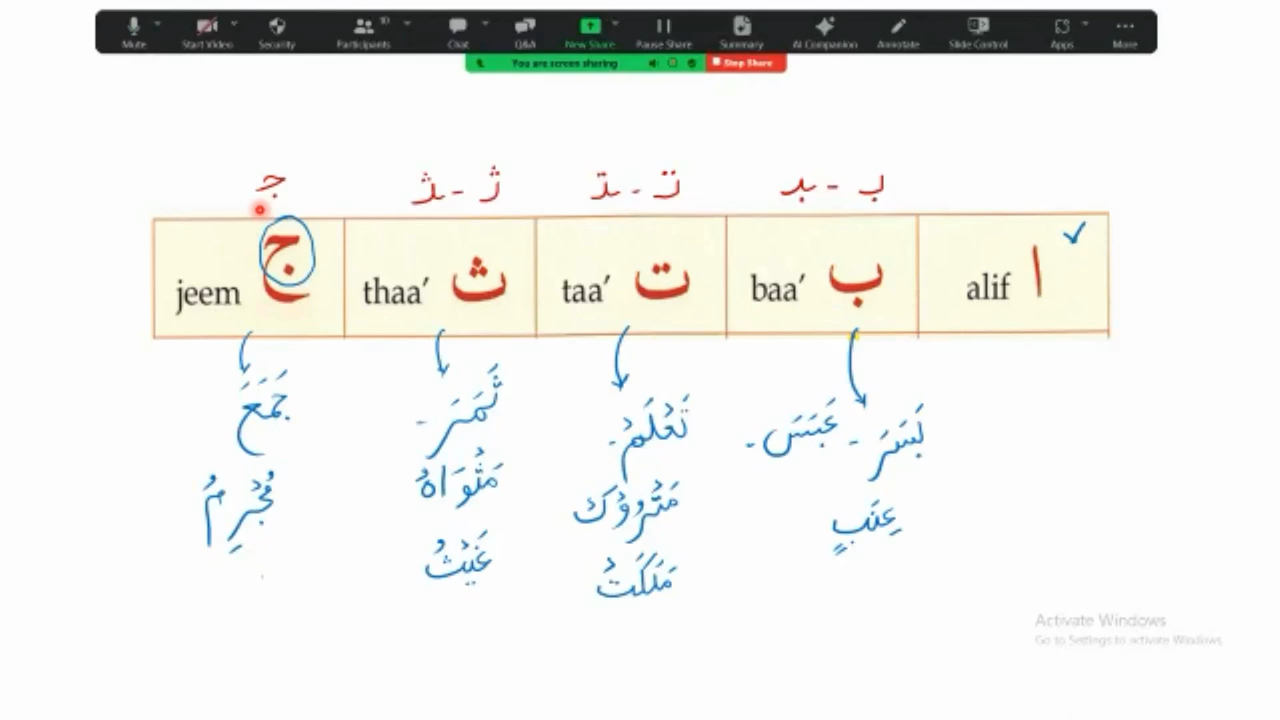 Mute Start Video Security Participants 10 Chat Q&A New Share Pause Share Summary AI Companion Annotate Slide Control Apps More
You are screen sharing Stop Share
بـ - ـبـ تـ - ـتـ ثـ - ـثـ جـ
ا alif ب baa’ ت taa’ ث thaa’ ج jeem
عَبَسَ - تَعْلَمُ - ثَمَرَ - جَمَعَ
عِنَبٍ مَتْرُوْكَ مَثْوَاهُ مُجْرِمُ
مَلَكَتْ غَيْثُ
Activate Windows
Go to Settings to activate Windows.